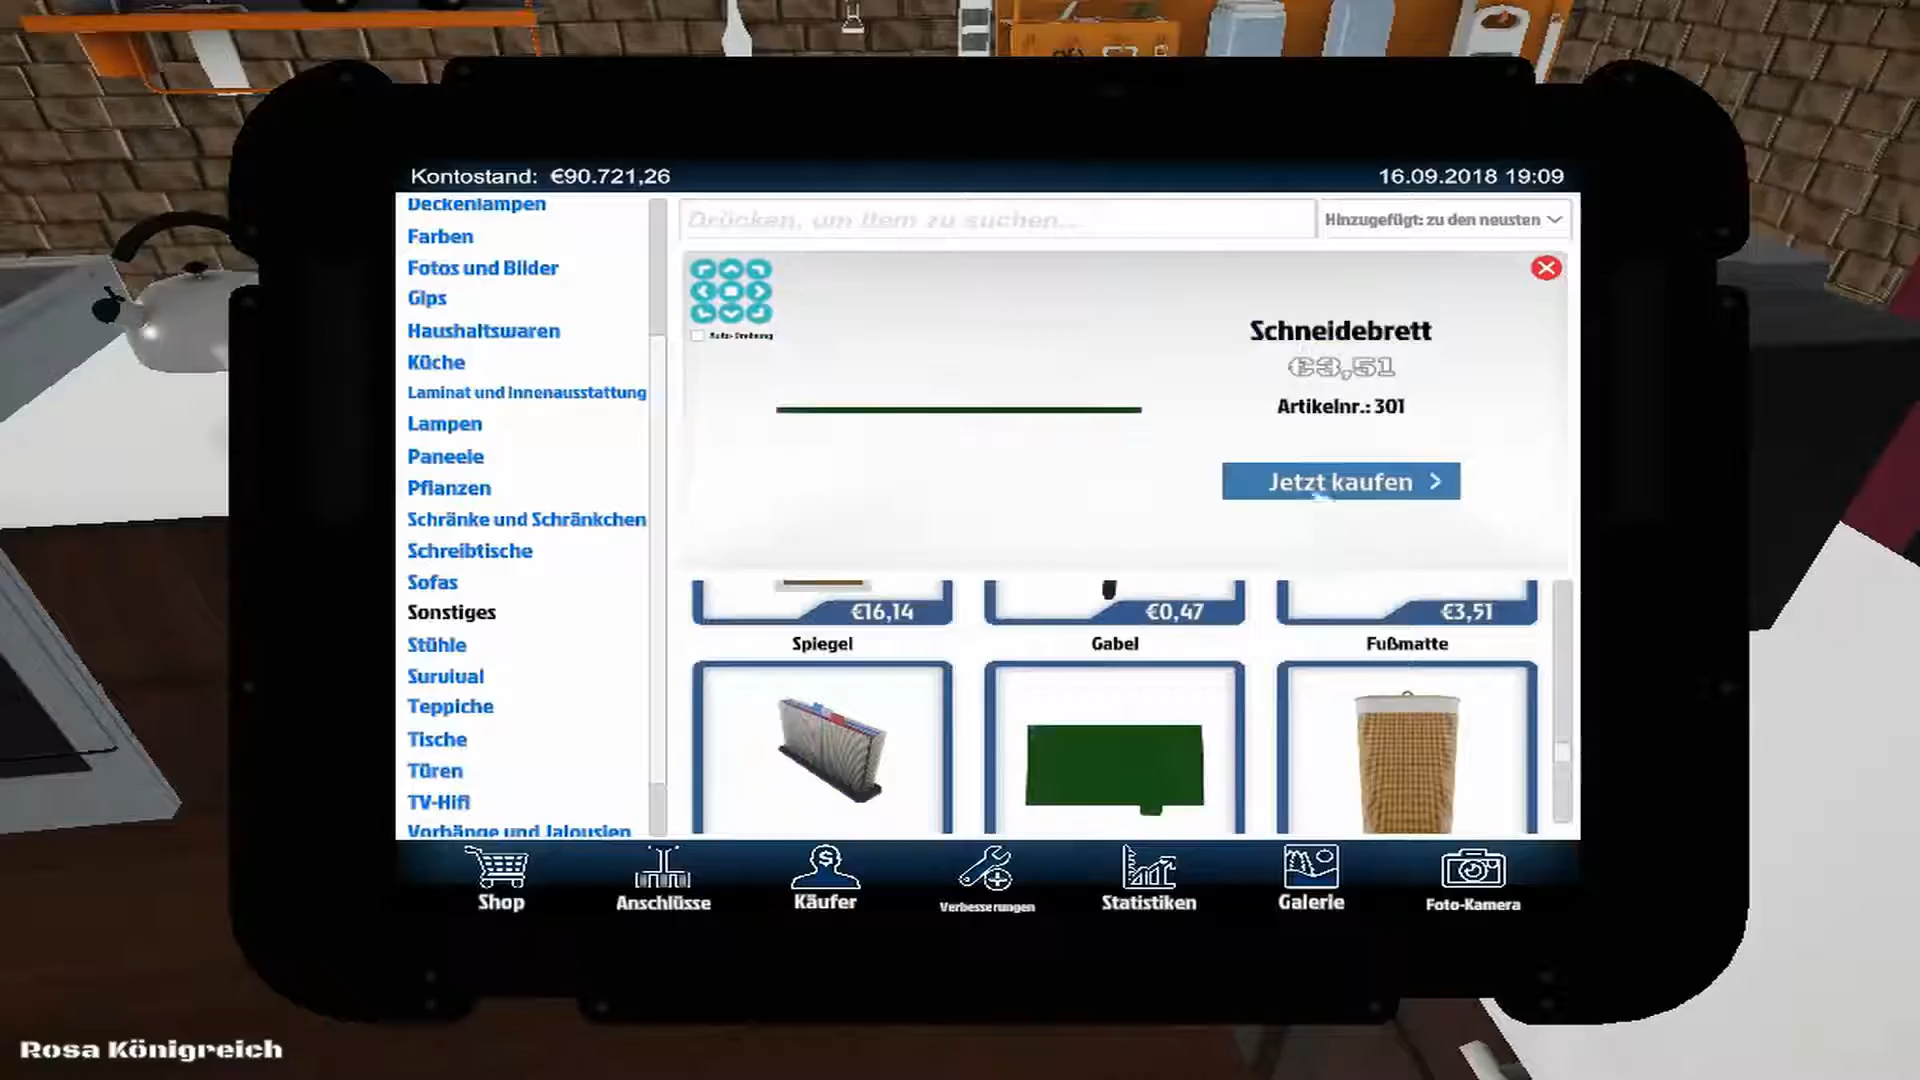 Kontostand: €90.721,26
16.09.2018 19:09
Deckenlampen
Farben
Fotos und Bilder
Gips
Haushaltswaren
Küche
Laminat und Innenausstattung
Lampen
Paneele
Pflanzen
Schränke und Schränkchen
Schreibtische
Sofas
Sonstiges
Stühle
Survival
Teppiche
Tische
Türen
TV-Hifi
Vorhänge und Jalousien
Drücken, um Item zu suchen...
Hinzugefügt: zu den neusten
Auto-Drehung
Schneidebrett
€3,51
Artikelnr.: 301
Jetzt kaufen
€16,14
€0,47
€3,51
Spiegel
Gabel
Fußmatte
Shop
Anschlüsse
Käufer
Verbesserungen
Statistiken
Galerie
Foto-Kamera
Rosa Königreich